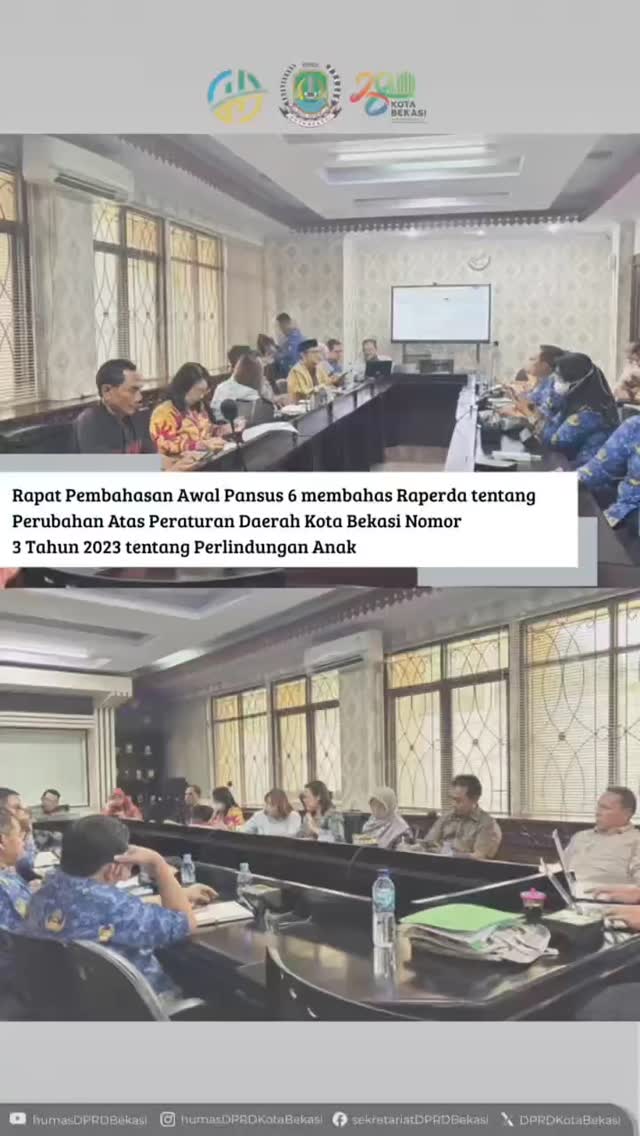 KOTA
BEKASI
Rapat Pembahasan Awal Pansus 6 membahas Raperda tentang
Perubahan Atas Peraturan Daerah Kota Bekasi Nomor
3 Tahun 2023 tentang Perlindungan Anak
humasDPRDBekasi humasDPRDKotaBekasi sekretariatDPRDBekasi DPRDKotaBekasi